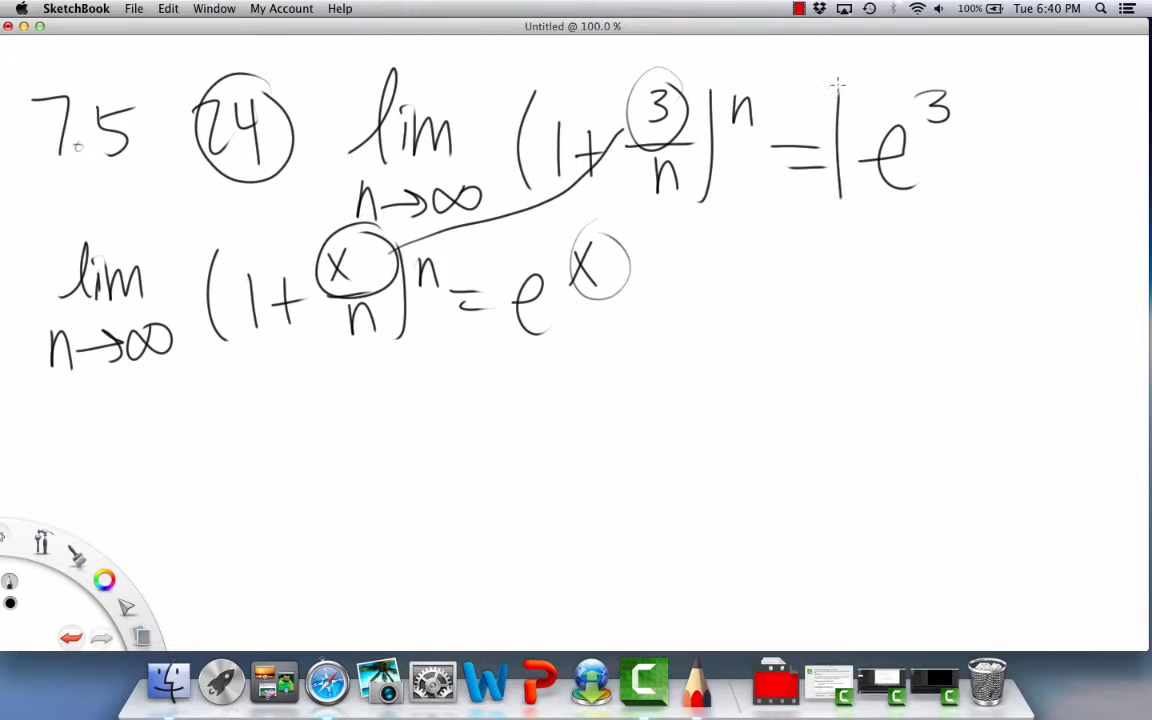 SketchBook File Edit Window My Account Help 100% Tue 6:40 PM
Untitled @ 100.0 %
7.5 24 lim n→∞ (1+3/n)^n = |e^3
lim n→∞ (1+x/n)^n = e^x